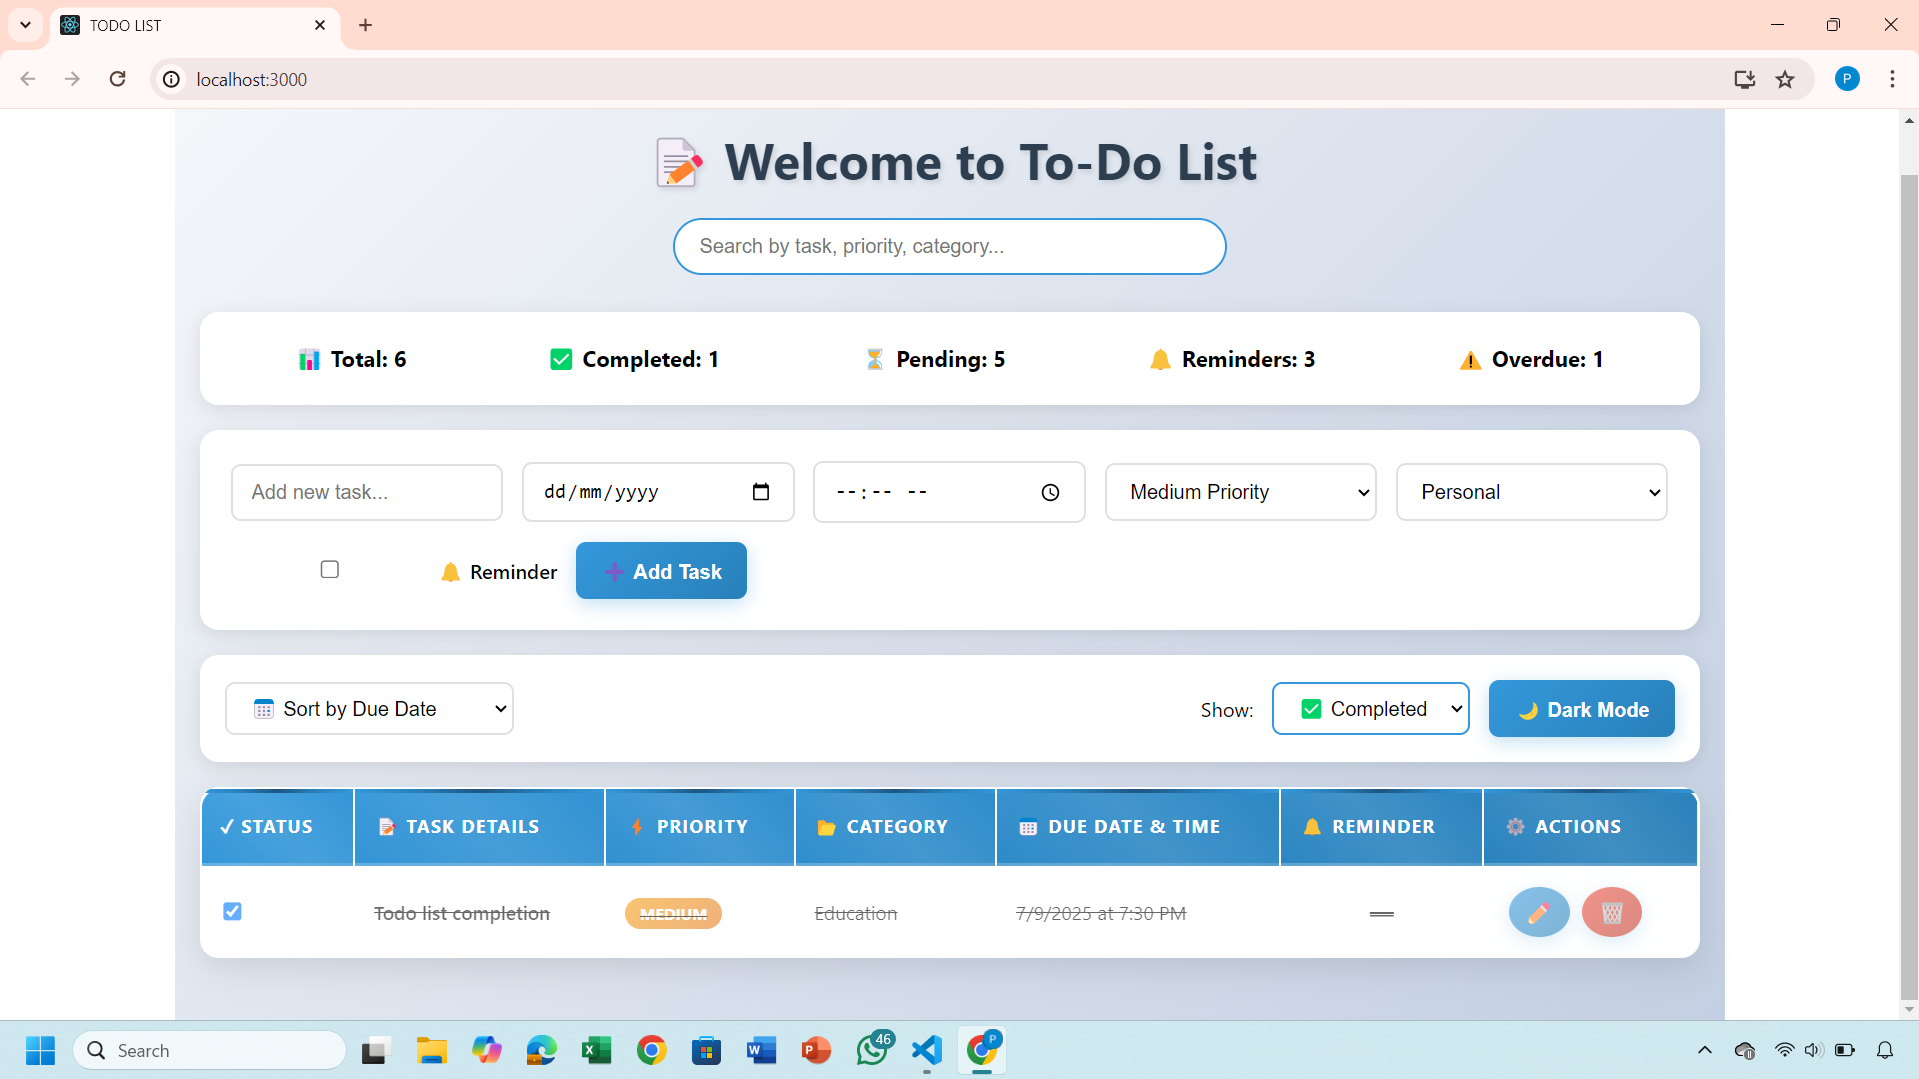 TODO LIST
localhost:3000
Welcome to To-Do List
Search by task, priority, category...
Total: 6 Completed: 1 Pending: 5 Reminders: 3 Overdue: 1
Add new task... dd/mm/yyyy --:-- -- Medium Priority Personal
Reminder Add Task
Sort by Due Date Show: Completed Dark Mode
STATUS TASK DETAILS PRIORITY CATEGORY DUE DATE & TIME REMINDER ACTIONS
Todo list completion MEDIUM Education 7/9/2025 at 7:30 PM —
Search 46